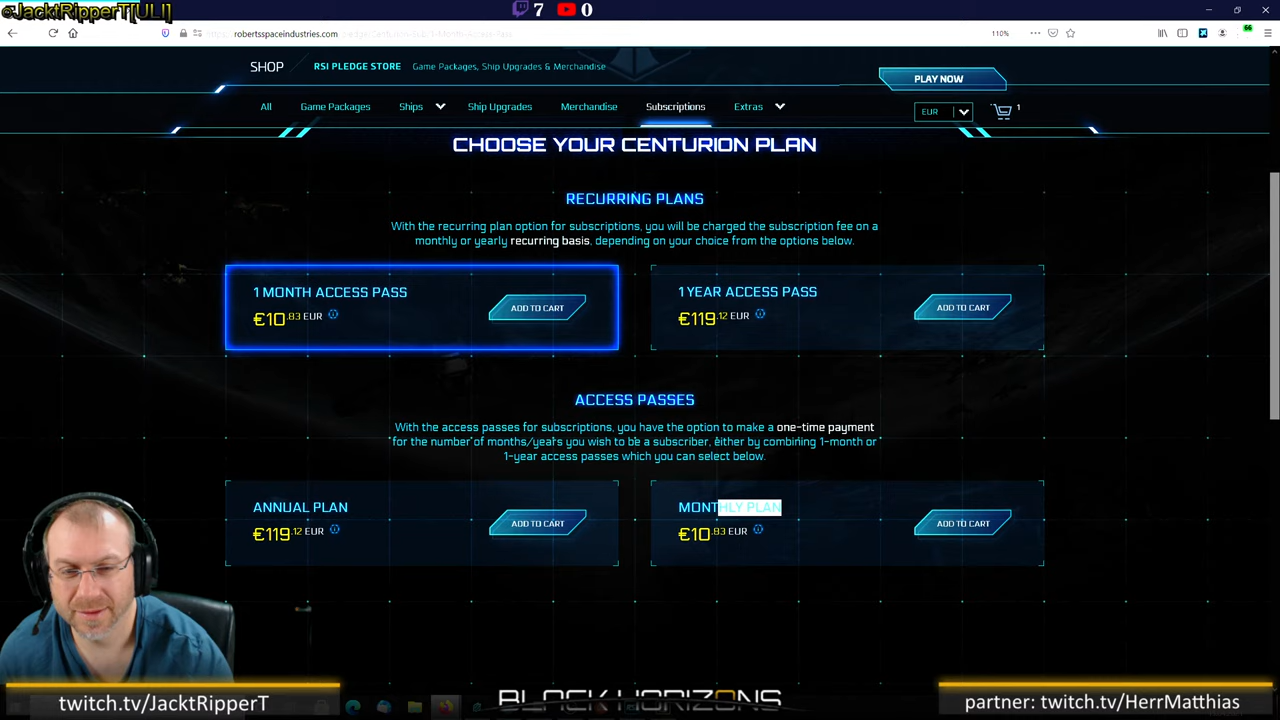 @JacktRipperT[ULI]
7
0
robertsspaceindustries.com
110%
66
SHOP
RSI PLEDGE STORE
Game Packages, Ship Upgrades & Merchandise
PLAY NOW
All
Game Packages
Ships
Ship Upgrades
Merchandise
Subscriptions
Extras
EUR
1
CHOOSE YOUR CENTURION PLAN
RECURRING PLANS
With the recurring plan option for subscriptions, you will be charged the subscription fee on a
monthly or yearly recurring basis, depending on your choice from the options below.
1 MONTH ACCESS PASS
€10.83 EUR
ADD TO CART
1 YEAR ACCESS PASS
€119.12 EUR
ADD TO CART
ACCESS PASSES
With the access passes for subscriptions, you have the option to make a one-time payment
for the number of months/years you wish to be a subscriber, either by combining 1-month or
1-year access passes which you can select below.
ANNUAL PLAN
€119.12 EUR
ADD TO CART
MONTHLY PLAN
€10.83 EUR
ADD TO CART
BLACK HORIZONS
twitch.tv/JacktRipperT
partner: twitch.tv/HerrMatthias